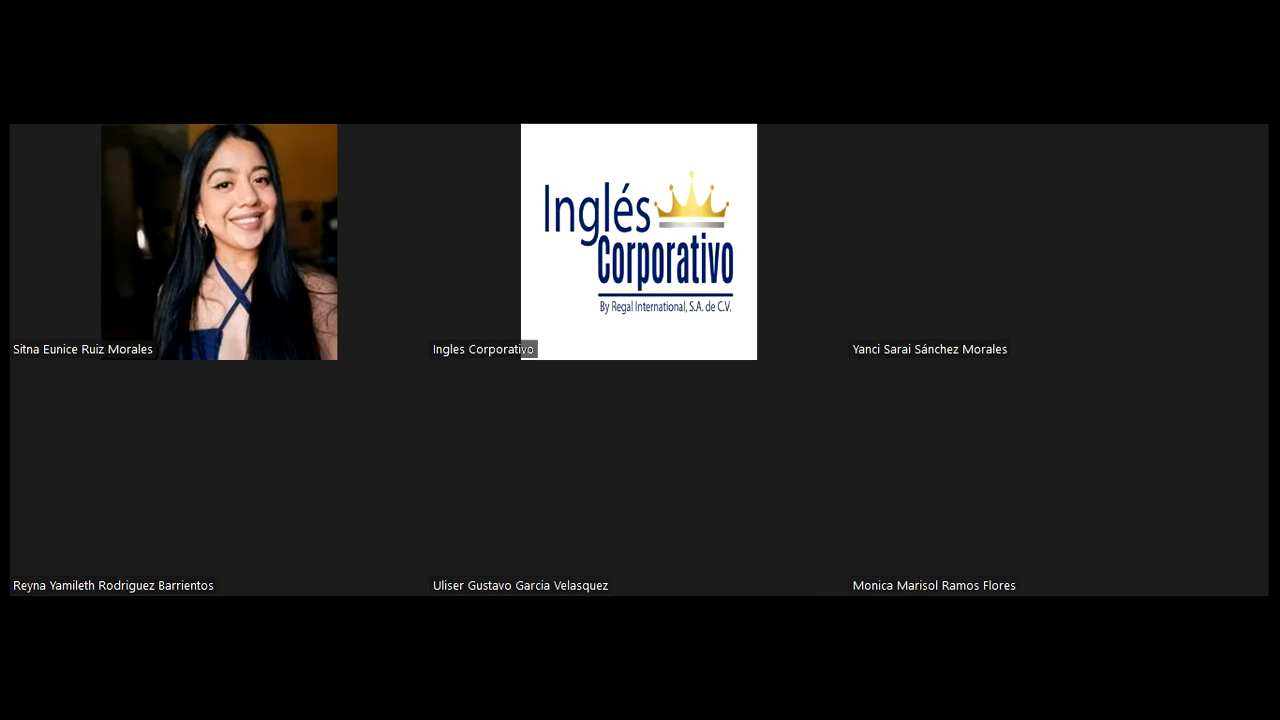 Inglés
Corporativo
By Regal International, S.A. de C.V.
Sitna Eunice Ruiz Morales
Ingles Corporativo
Yanci Sarai Sánchez Morales
Reyna Yamileth Rodriguez Barrientos
Uliser Gustavo Garcia Velasquez
Monica Marisol Ramos Flores